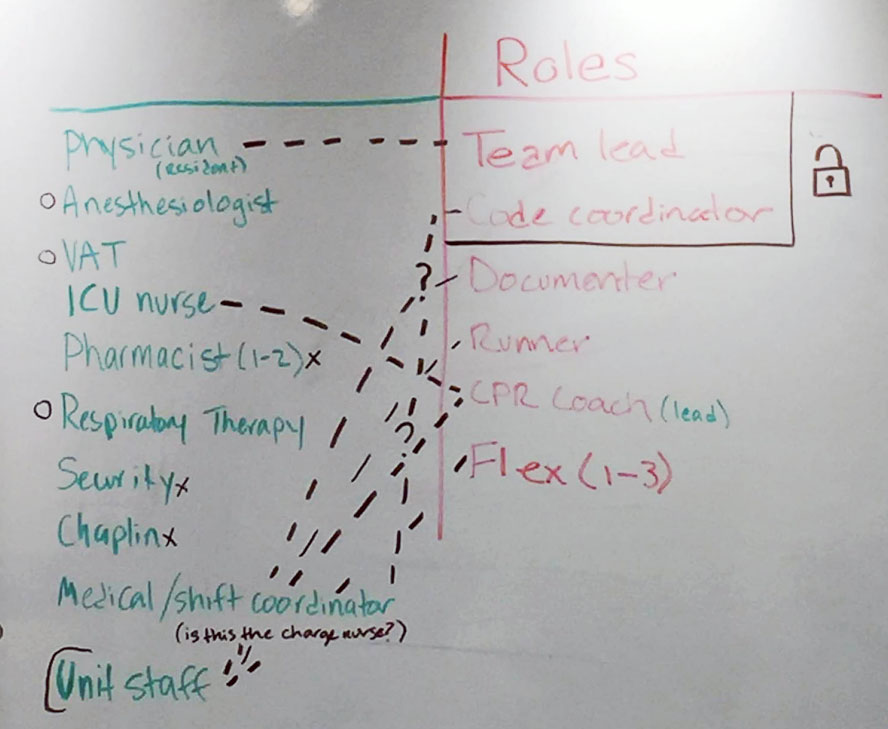 Roles
Physician
(resident)
Team lead
Anesthesiologist
Code coordinator
VAT
?
Documenter
ICU nurse
Runner
Pharmacist (1-2) x
CPR Coach (lead)
Respiratory Therapy
?
Flex (1-3)
Security x
Chaplin x
Medical/shift coordinator
(is this the charge nurse?)
Unit staff